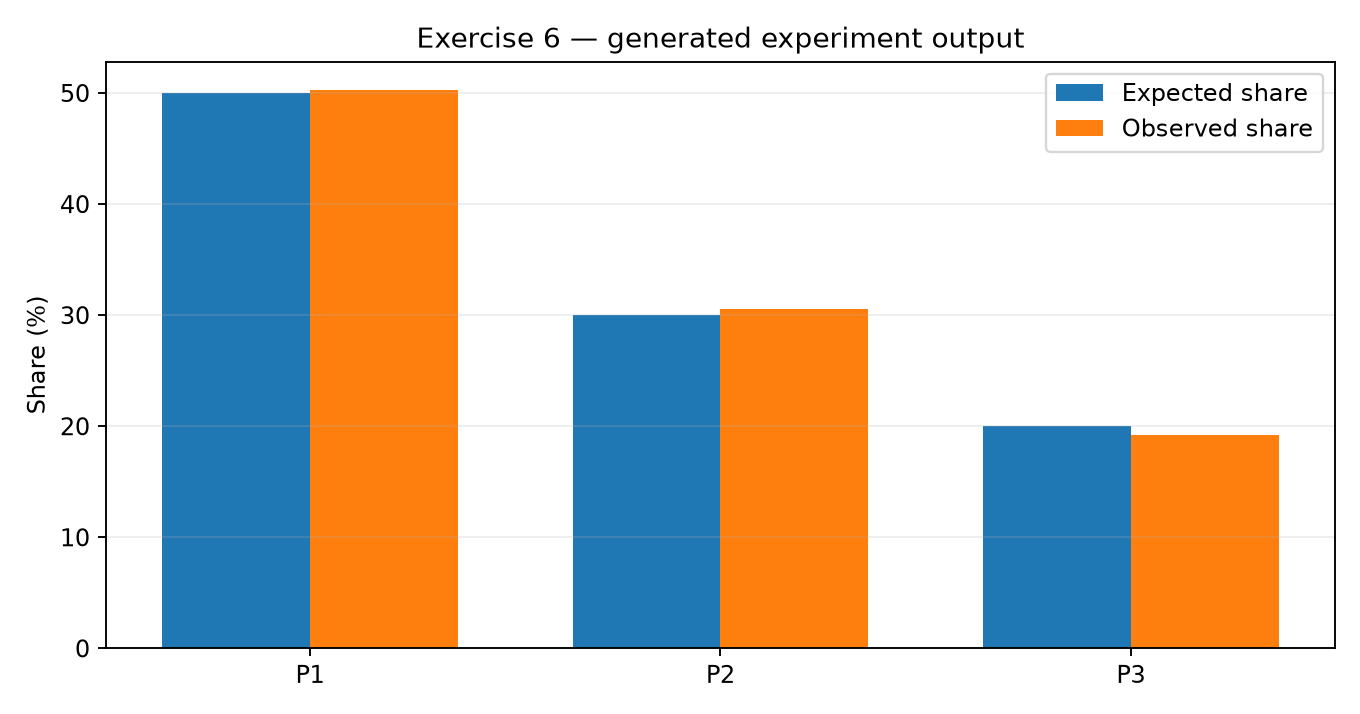 Exercise 6 — generated experiment output
Expected share
Observed share
Share (%)
50
40
30
20
10
0
P1 P2 P3